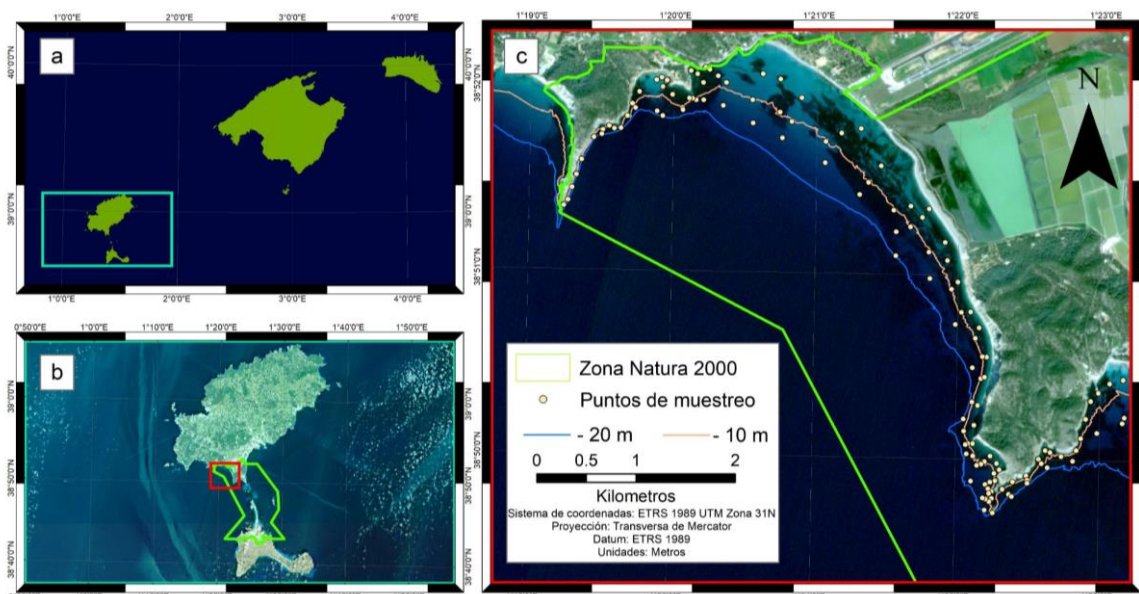 1°0'0"E 2°0'0"E 3°0'0"E 4°0'0"E
a
40°0'0"N
40°0'0"N
39°0'0"N
39°0'0"N
1°0'0"E 2°0'0"E 3°0'0"E 4°0'0"E
0°50'0"E 1°0'0"E 1°10'0"E 1°20'0"E 1°30'0"E 1°40'0"E 1°50'0"E
b
39°0'0"N
39°0'0"N
38°50'0"N
38°50'0"N
38°40'0"N
38°40'0"N
1°19'0"E 1°20'0"E 1°21'0"E 1°22'0"E 1°23'0"E
c
38°52'0"N
38°51'0"N
N
Zona Natura 2000
Puntos de muestreo
- 20 m - 10 m
0 0.5 1 2
Kilometros
Sistema de coordenadas: ETRS 1989 UTM Zona 31N
Proyección: Transversa de Mercator
Datum: ETRS 1989
Unidades: Metros